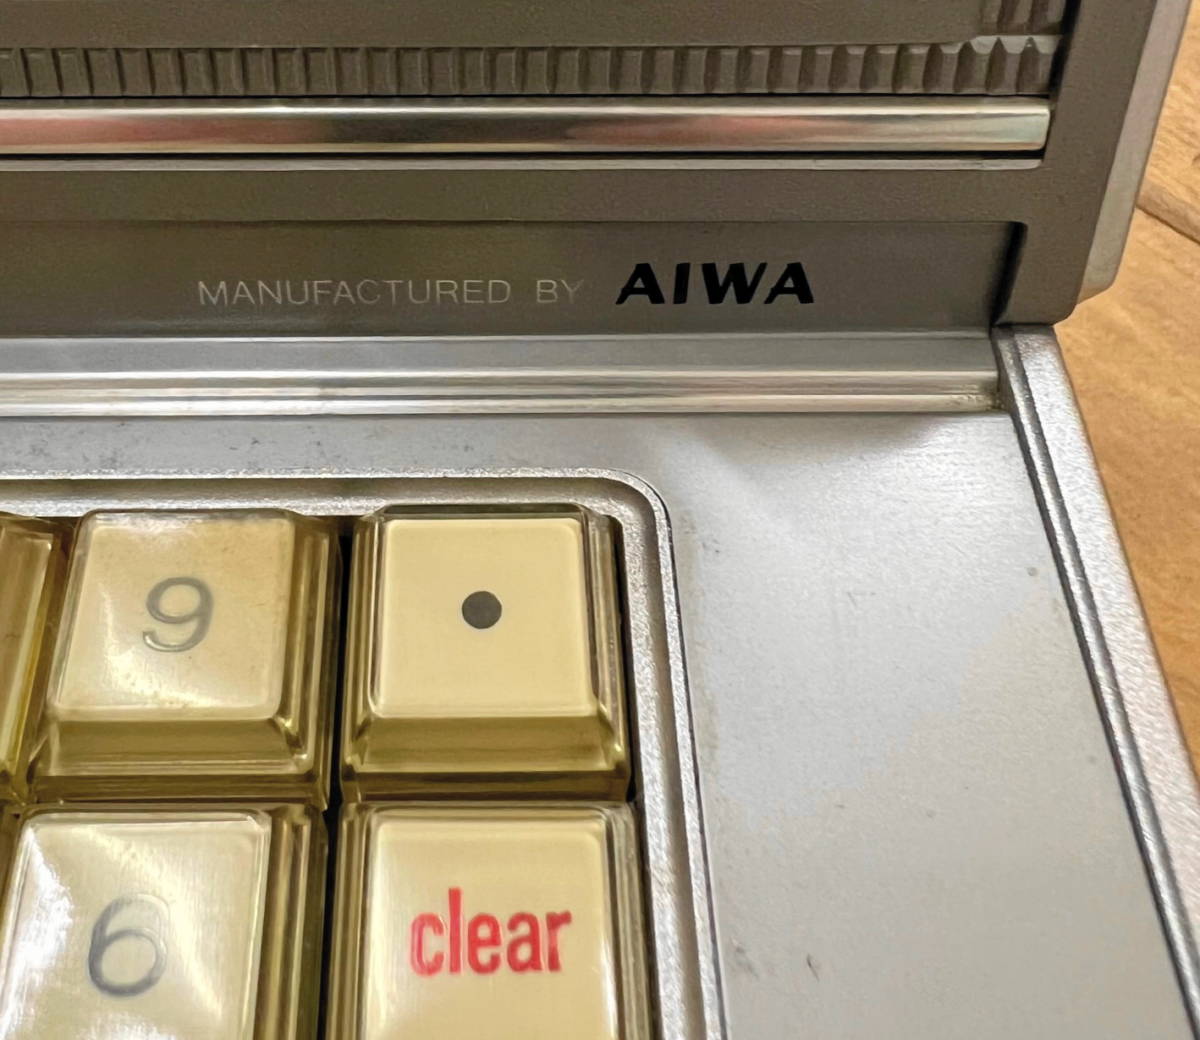 MANUFACTURED BY AIWA
9 •
6 clear